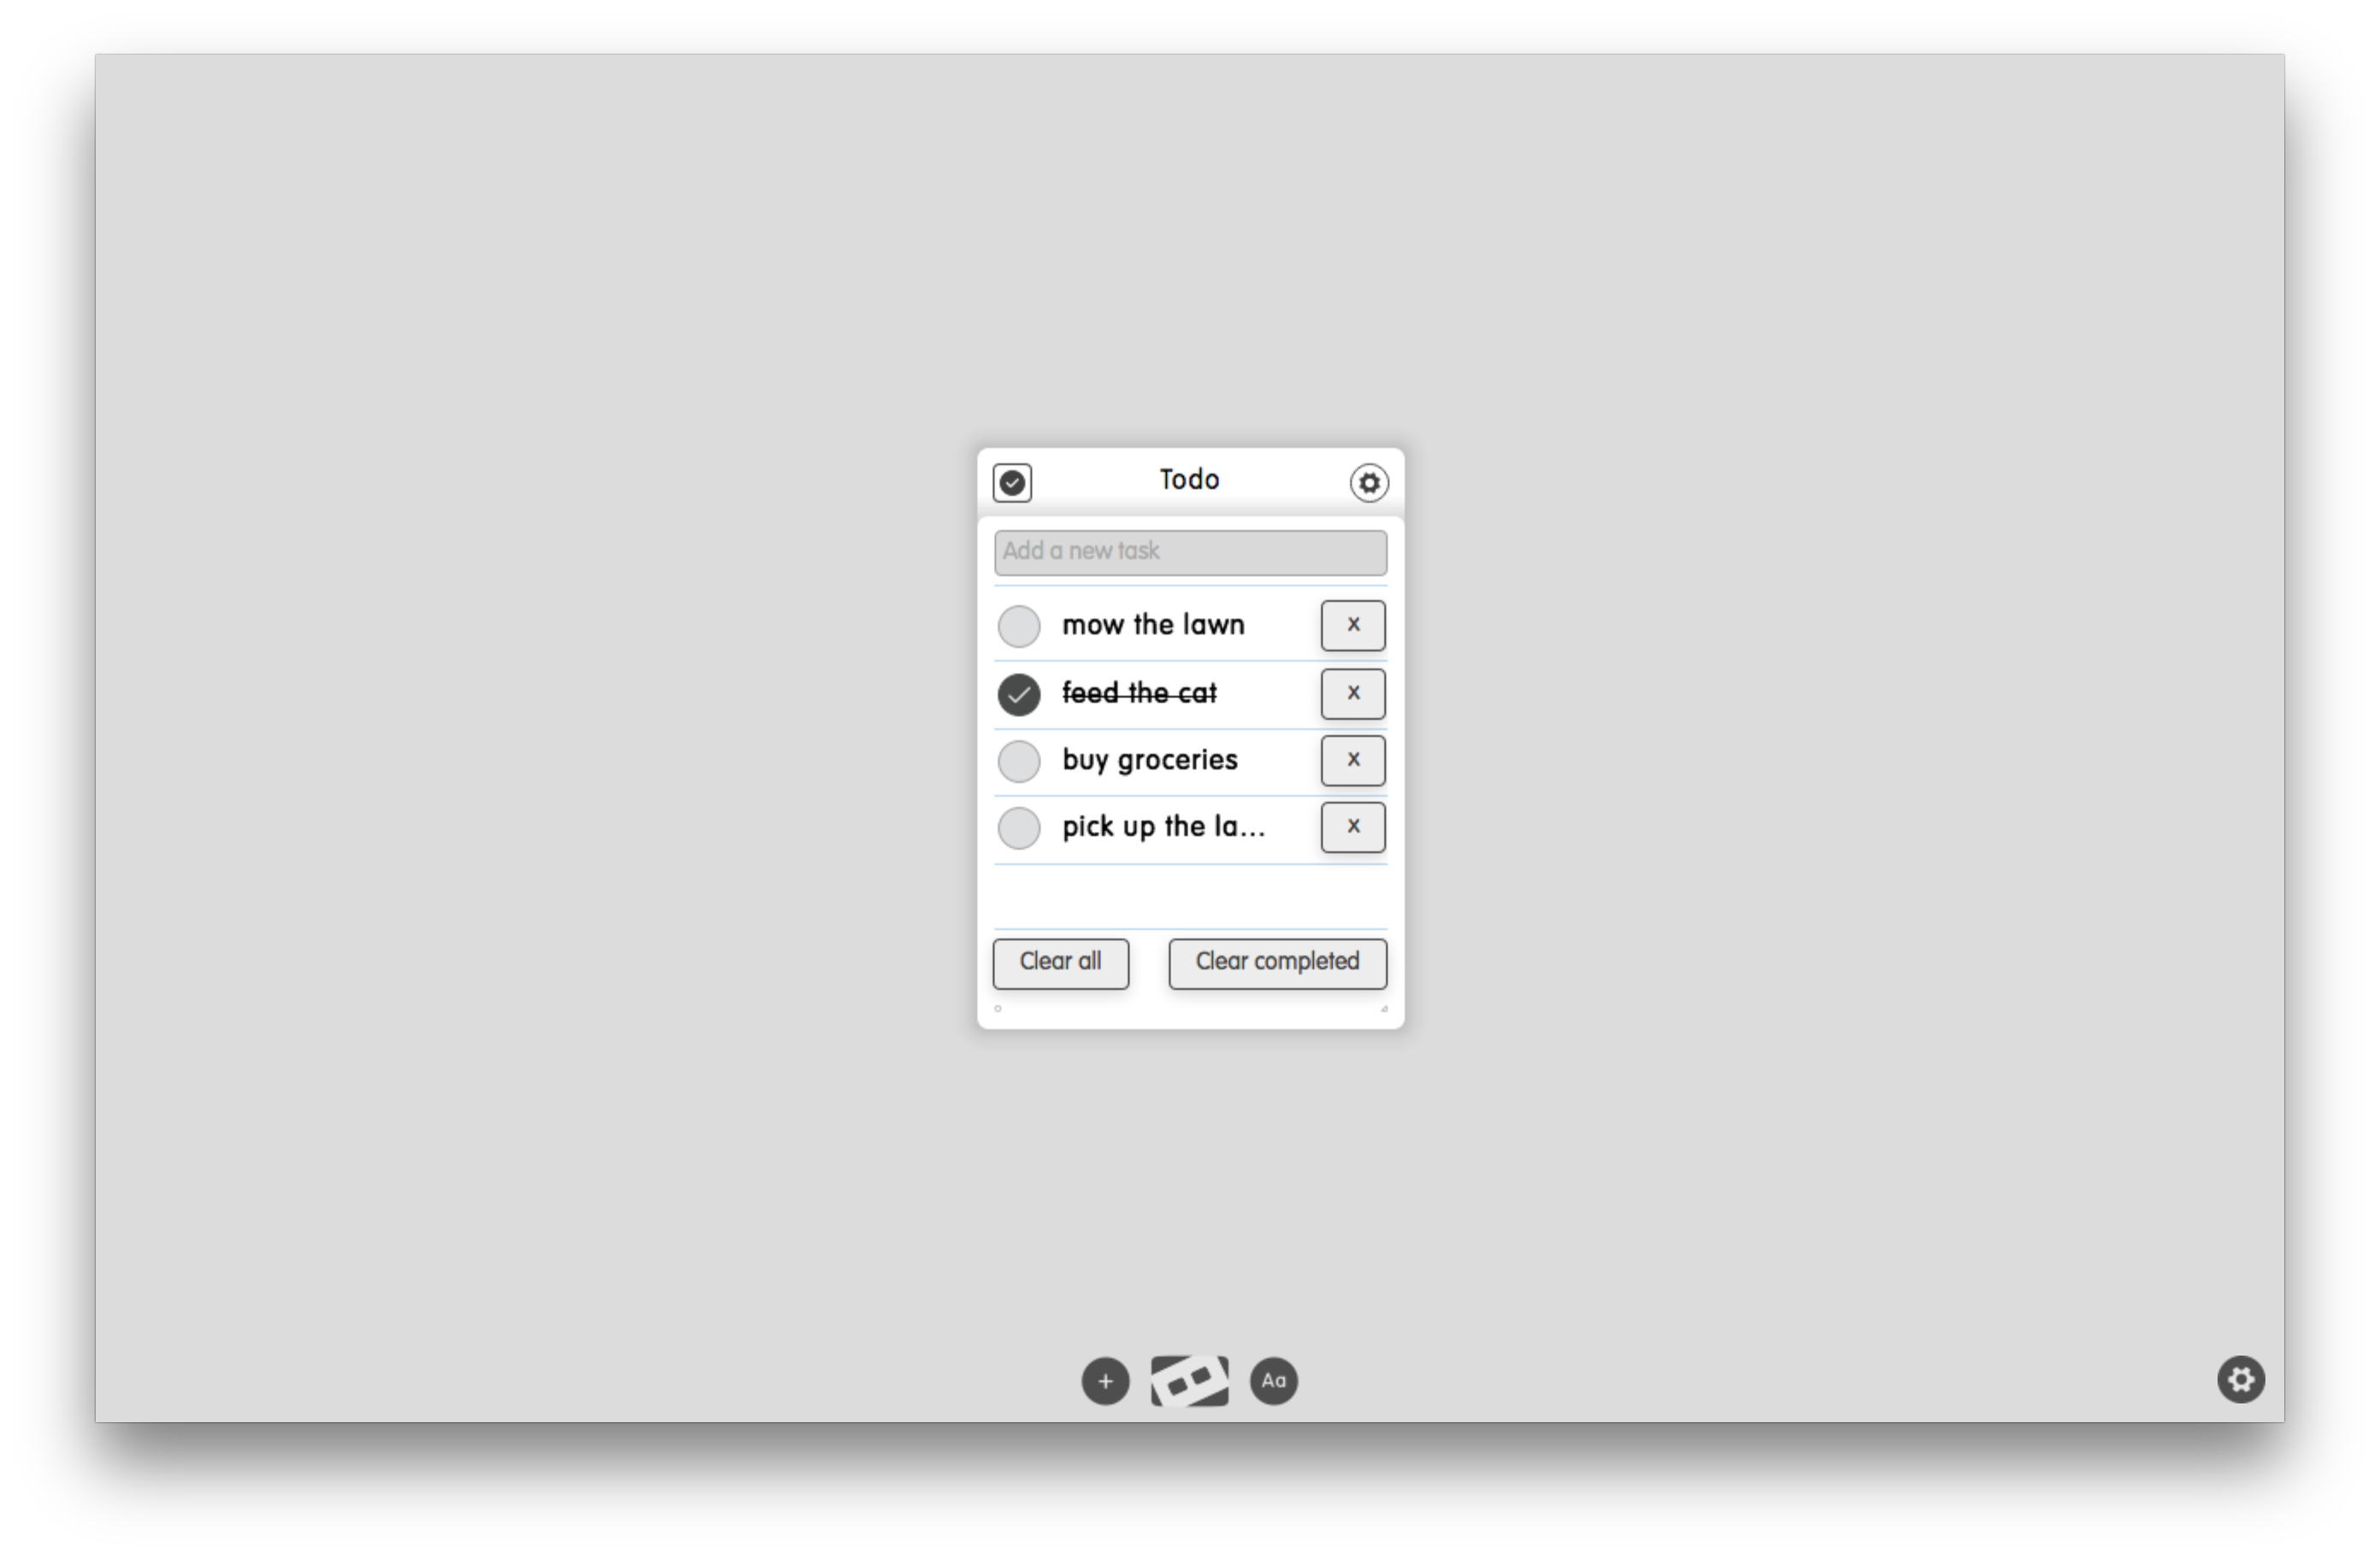 Todo
Add a new task
mow the lawn
x
feed the cat
x
buy groceries
x
pick up the la...
x
Clear all
Clear completed
+
Aa